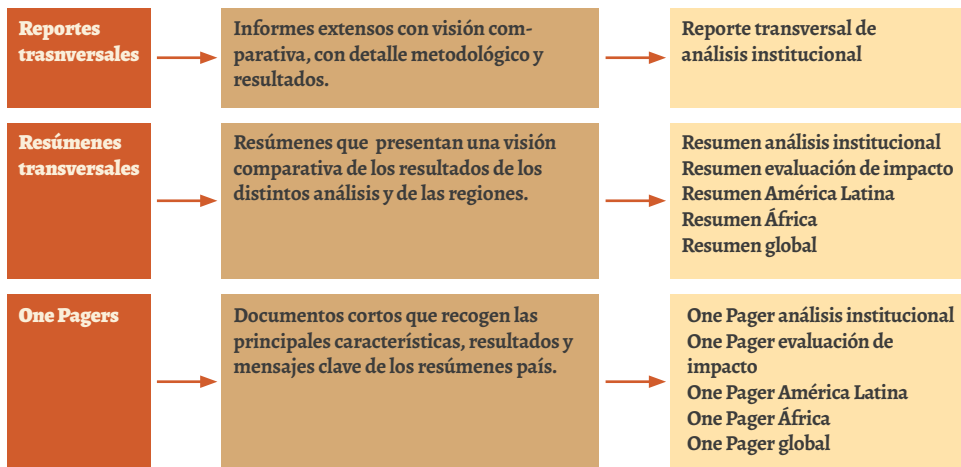 Reportes
trasnversales
Informes extensos con visión com-
parativa, con detalle metodológico y
resultados.
Reporte transversal de
análisis institucional
Resúmenes
transversales
Resúmenes que  presentan una visión
comparativa de los resultados de los
distintos análisis y de las regiones.
Resumen análisis institucional
Resumen evaluación de impacto
Resumen América Latina
Resumen África
Resumen global
One Pagers
Documentos cortos que recogen las
principales características, resultados y
mensajes clave de los resúmenes país.
One Pager análisis institucional
One Pager evaluación de
impacto
One Pager América Latina
One Pager África
One Pager global